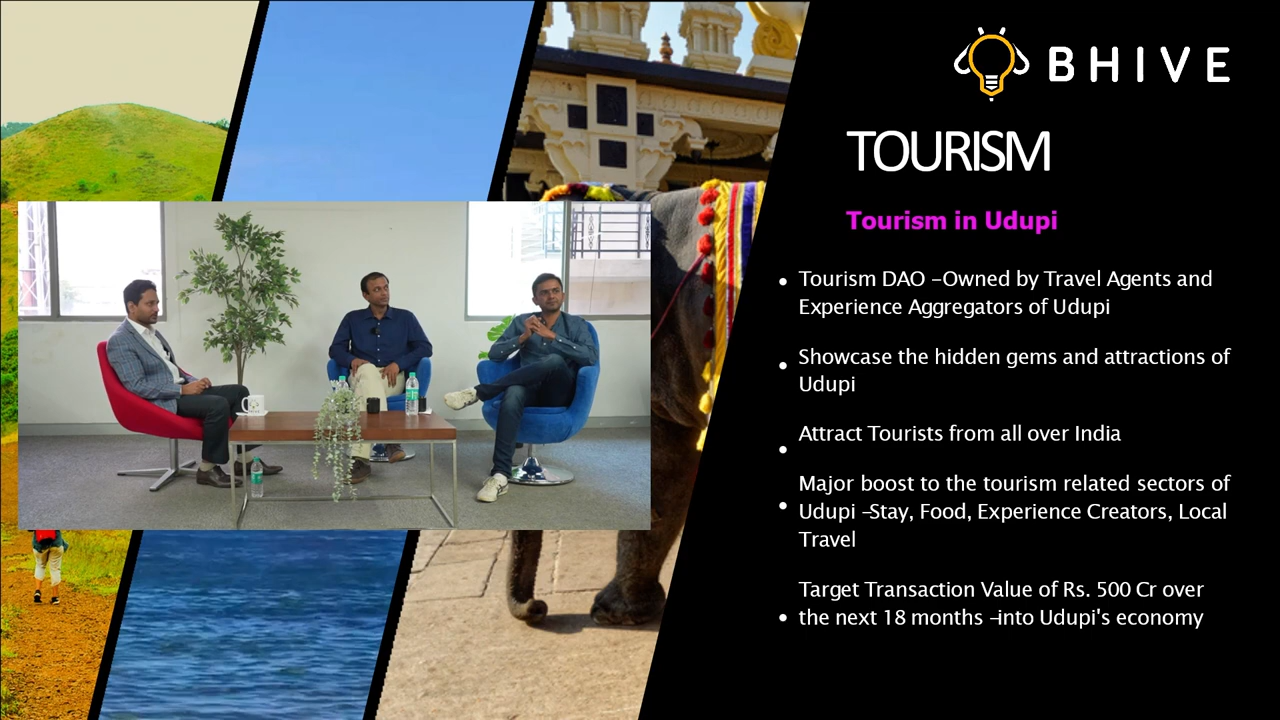 BHIVE
TOURISM
Tourism in Udupi
• Tourism DAO –Owned by Travel Agents and
Experience Aggregators of Udupi
• Showcase the hidden gems and attractions of
Udupi
• Attract Tourists from all over India
• Major boost to the tourism related sectors of
Udupi –Stay, Food, Experience Creators, Local
Travel
• Target Transaction Value of Rs. 500 Cr over
the next 18 months –into Udupi's economy